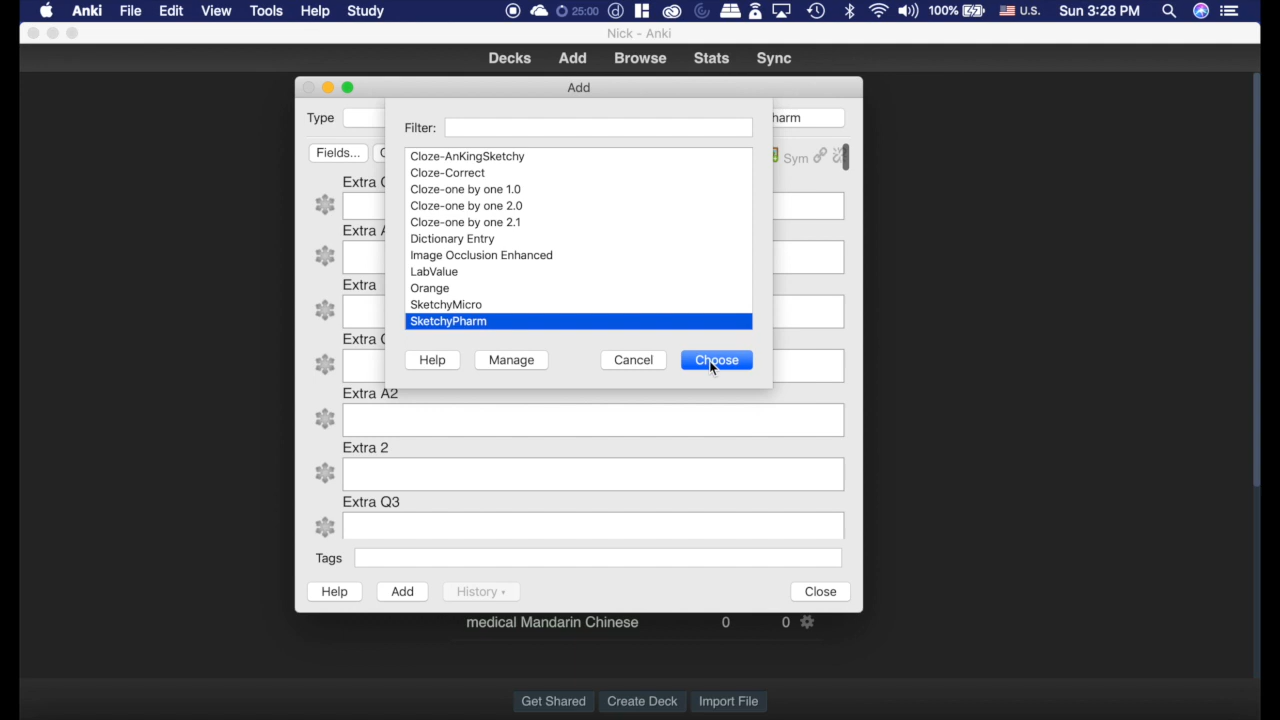 Anki File Edit View Tools Help Study 25:00 100% U.S. Sun 3:28 PM
Nick - Anki
Decks Add Browse Stats Sync
Add
Type harm
Filter:
Fields... C Sym
Cloze-AnKingSketchy
Cloze-Correct
Extra
Cloze-one by one 1.0
Cloze-one by one 2.0
Cloze-one by one 2.1
Extra A
Dictionary Entry
Image Occlusion Enhanced
LabValue
Extra
Orange
SketchyMicro
SketchyPharm
Extra
Help Manage Cancel Choose
Extra A2
Extra 2
Extra Q3
Tags
Help Add History Close
medical Mandarin Chinese 0 0
Get Shared Create Deck Import File